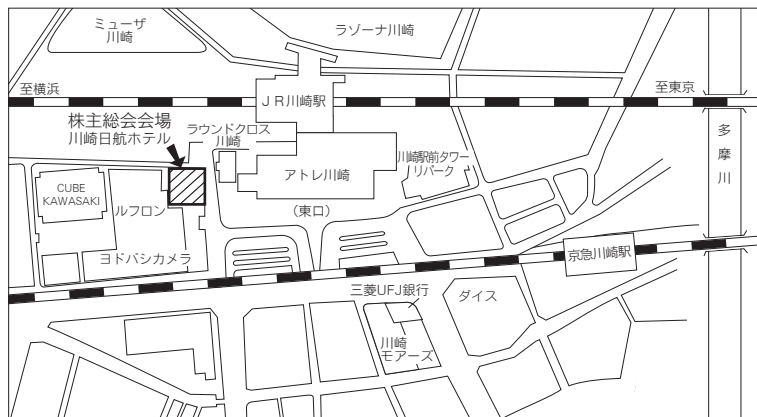 ミューザ
川崎
ラゾーナ川崎
至横浜
JR川崎駅
至東京
株主総会会場
川崎日航ホテル
ラウンドクロス
川崎
多摩川
川崎駅前タワー
リパーク
アトレ川崎
CUBE
KAWASAKI
ルフロン
（東口）
ヨドバシカメラ
京急川崎駅
三菱UFJ銀行
ダイス
川崎
モアーズ